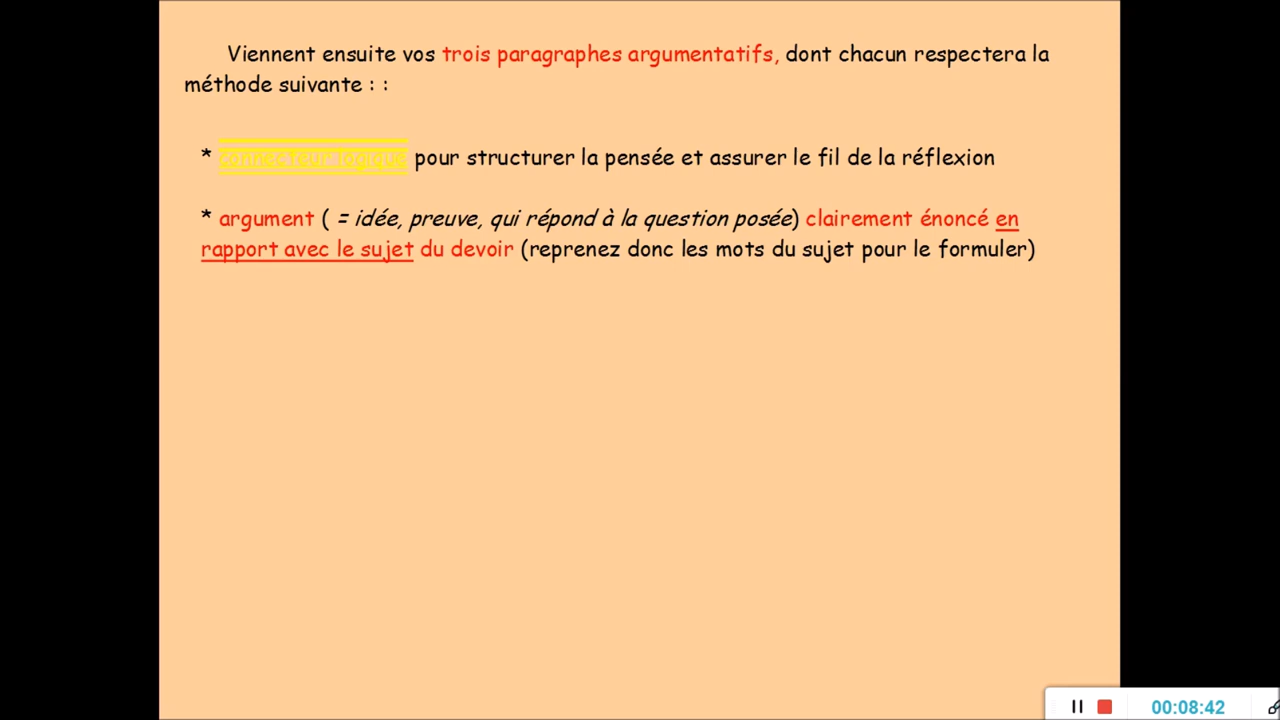 Viennent ensuite vos trois paragraphes argumentatifs, dont chacun respectera la
méthode suivante : :
* connecteur logique pour structurer la pensée et assurer le fil de la réflexion
* argument ( = idée, preuve, qui répond à la question posée) clairement énoncé en
rapport avec le sujet du devoir (reprenez donc les mots du sujet pour le formuler)
00:08:42